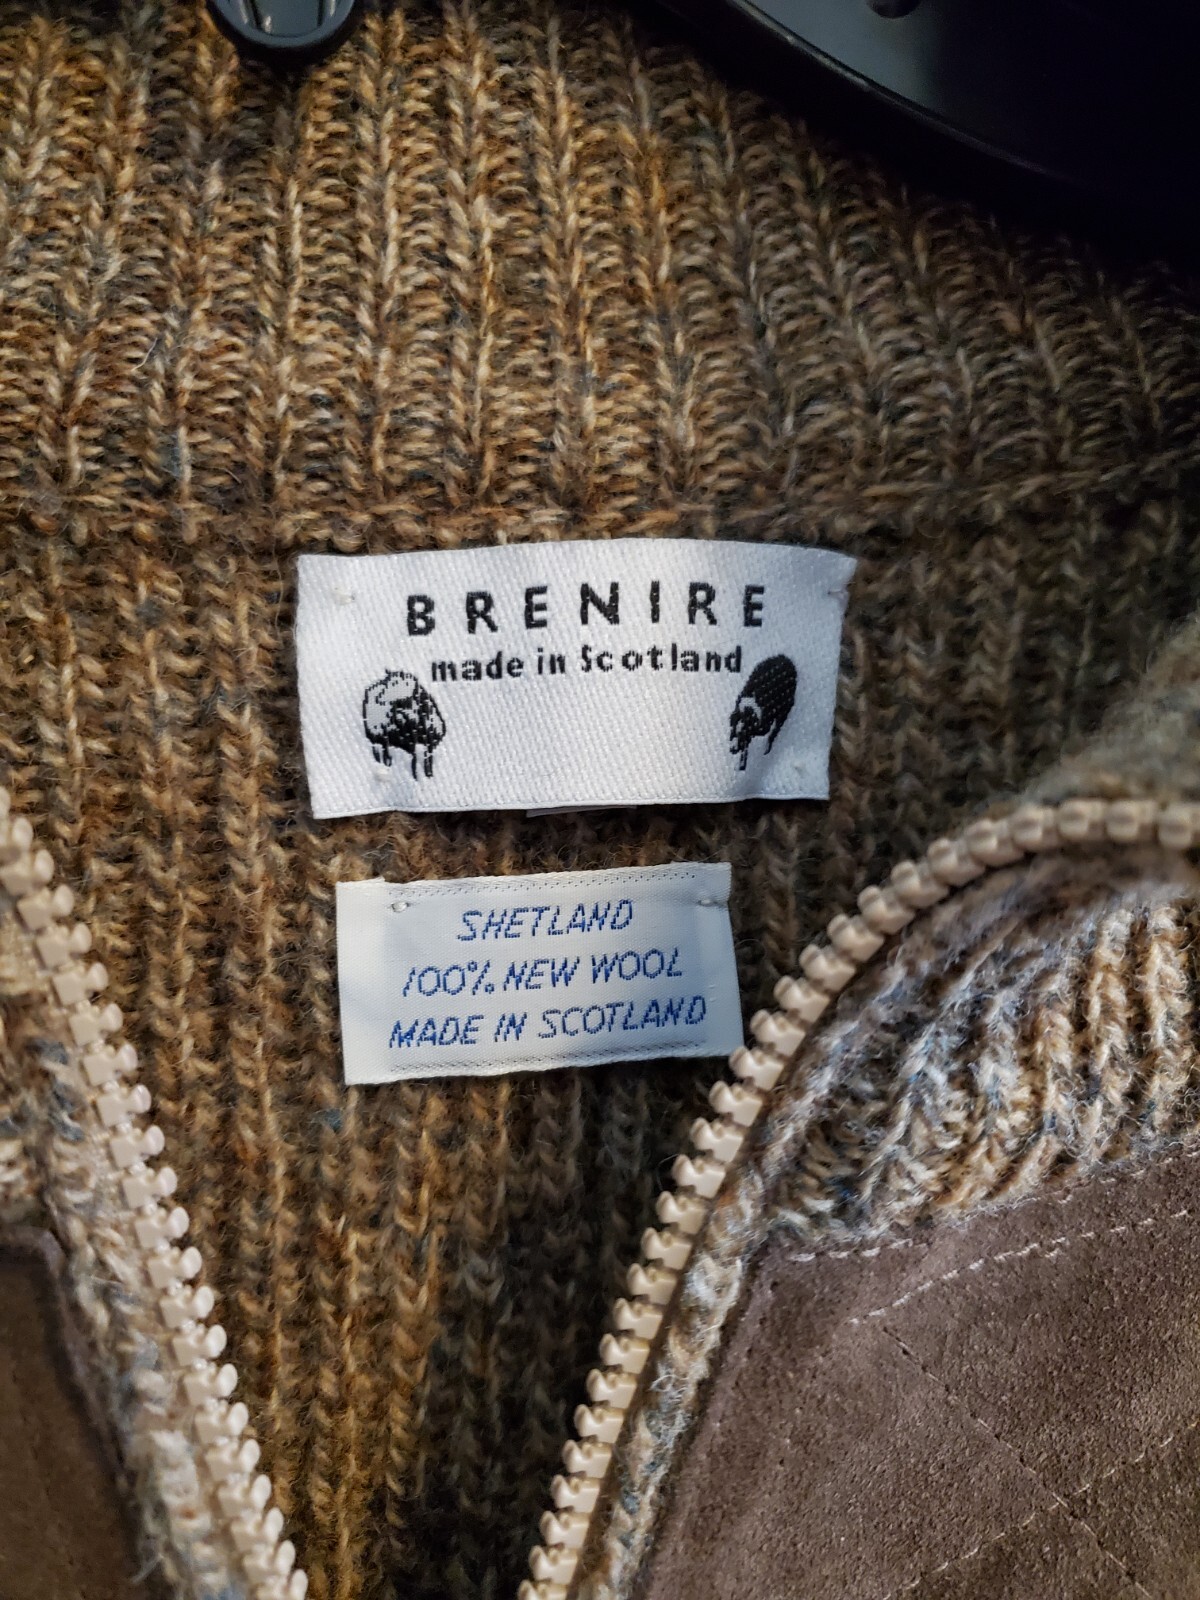 BRENIRE
made in Scotland
SHETLAND
100% NEW WOOL
MADE IN SCOTLAND